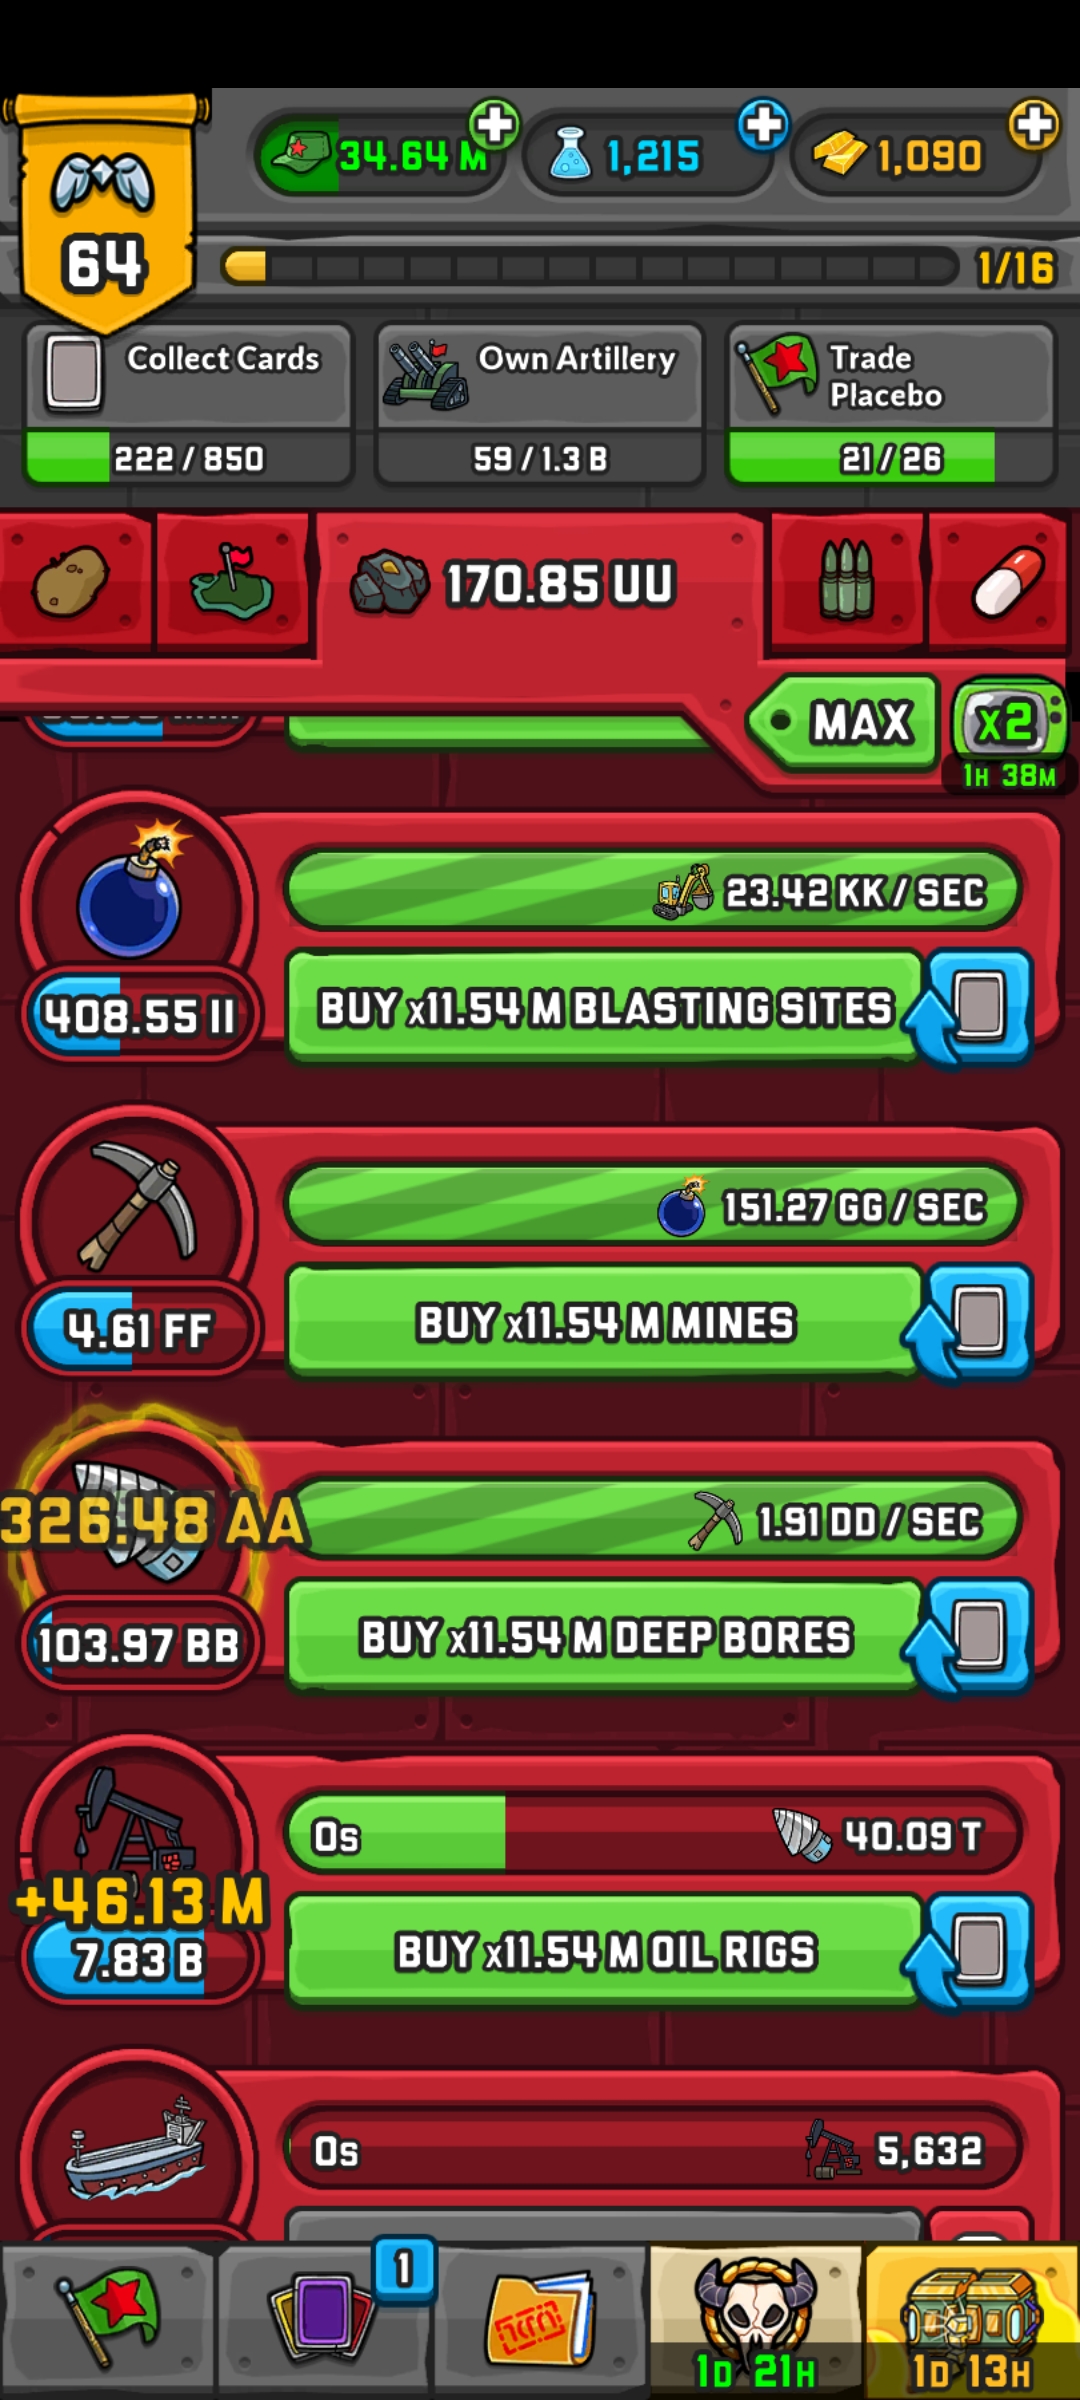 34.64 M
1,215
1,090
64
1/16
Collect Cards
222 / 850
Own Artillery
59 / 1.3 B
Trade
Placebo
21 / 26
170.85 UU
MAX
x2
1H 38M
23.42 KK / SEC
408.55 II
BUY x11.54 M BLASTING SITES
151.27 GG / SEC
4.61 FF
BUY x11.54 M MINES
326.48 AA
1.91 DD / SEC
103.97 BB
BUY x11.54 M DEEP BORES
0s
40.09 T
+46.13 M
7.83 B
BUY x11.54 M OIL RIGS
0s
5,632
1
1D 21H
1D 13H